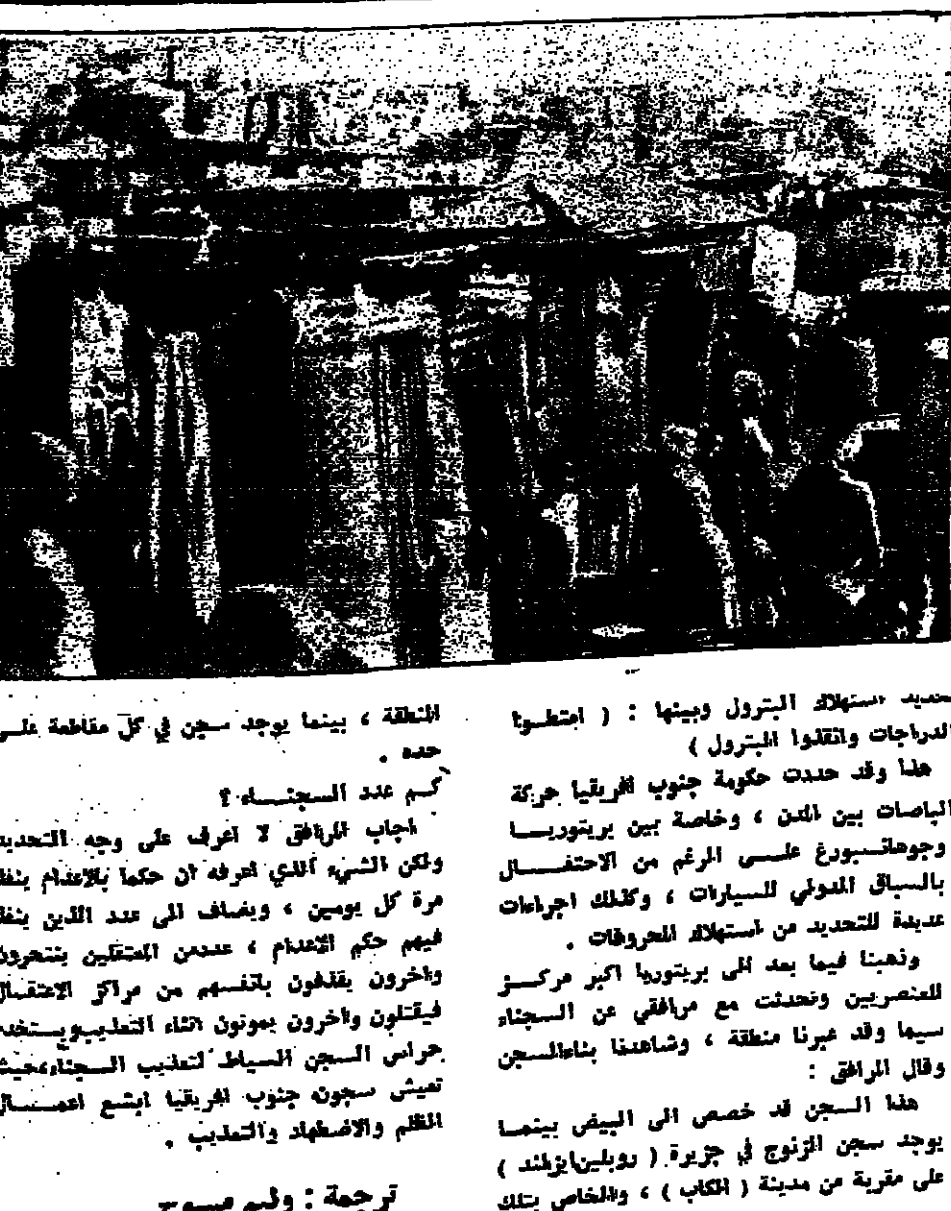 استهلاك البترول وبينها : ( امتطوا
الدراجات وانقلوا البترول )
هذا وقد حددت حكومة جنوب افريقيا حركة
الباصات بين المدن ، وخاصة بين بريتوريا
وجوهانسبورغ على المرغم من الاحتفال
بالسباق الدولي للسيارات ، وكذلك اجراءات
عديدة للتحديد من استهلاك المحروقات .
وذهبنا فيما بعد الى بريتوريا اكبر مركز
للعنصريين وتحدثت مع مرافقي عن السجناء
سيما وقد عبرنا منطقة ، وشاهدنا بناءالسجن
وقال المرافق :
هذا السجن قد خصص الى البيض بينما
يوجد سجن الزنوج في جزيرة ( روبلين ايزلند )
على مقربة من مدينة ( الكاب ) ، والخاص بتلك
المنطقة ، بينما يوجد سجن في كل مقاطعة على
حده .
كم عدد السجناء ؟
اجاب المرافق لا اعرف على وجه التحديد
ولكن الشيء الذي اعرفه ان حكما بالاعدام ينفذ
مرة كل يومين ، ويضاف الى عدد الذين ينفذ
فيهم حكم الاعدام ، عددمن المعتقلين ينتحرون
واخرون يقذفون بانفسهم من مراكز الاعتقال
فيقتلون واخرون يموتون اثناء التعذيب ويستخدم
حراس السجن السياط لتعذيب السجناء بحيث
تعيش سجون جنوب افريقيا ابشع اعمال
الظلم والاضطهاد والتعذيب .
ترجمة : وليم